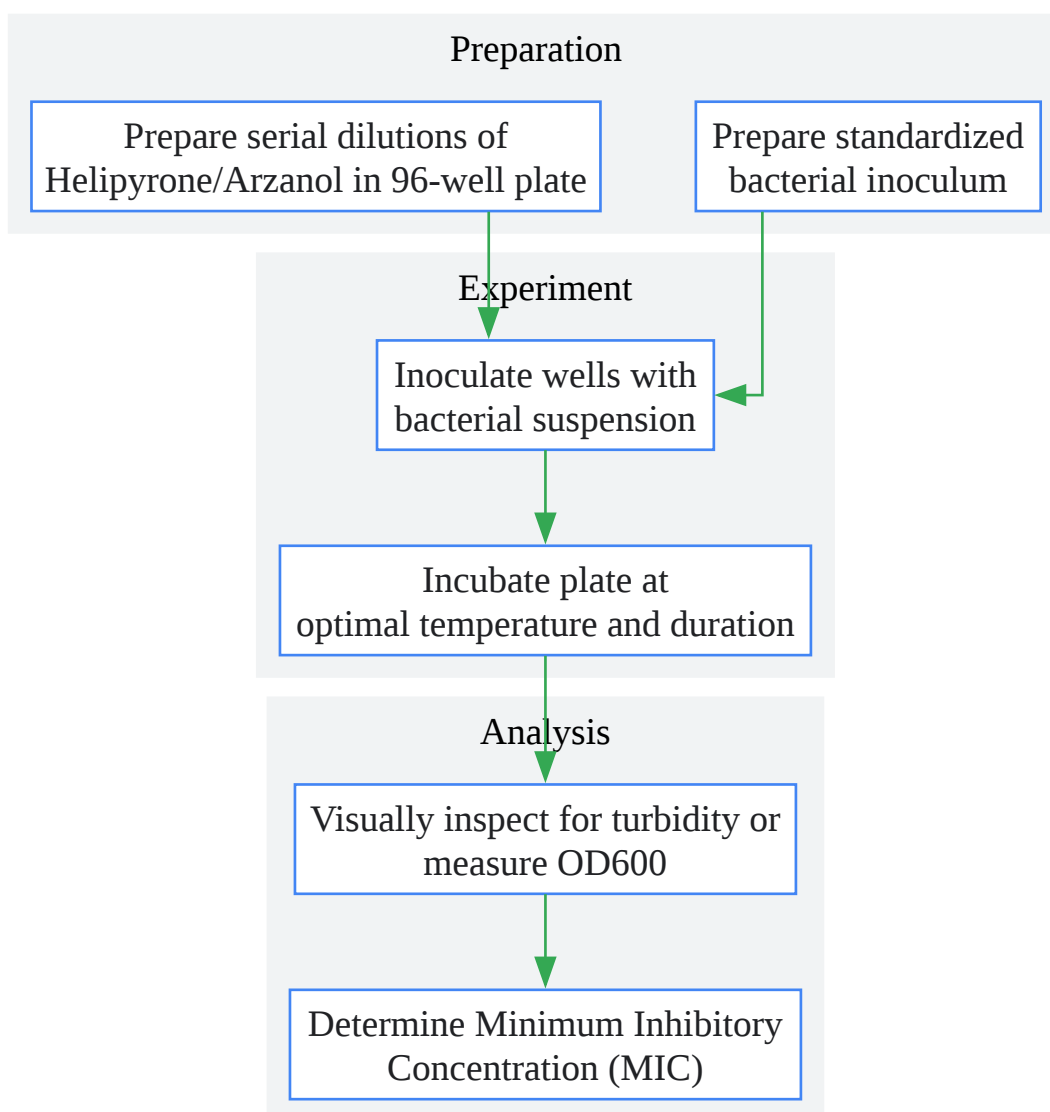 Preparation
Prepare serial dilutions of
Helipyrone/Arzanol in 96-well plate
Prepare standardized
bacterial inoculum
Experiment
Inoculate wells with
bacterial suspension
Incubate plate at
optimal temperature and duration
Analysis
Visually inspect for turbidity or
measure OD600
Determine Minimum Inhibitory
Concentration (MIC)